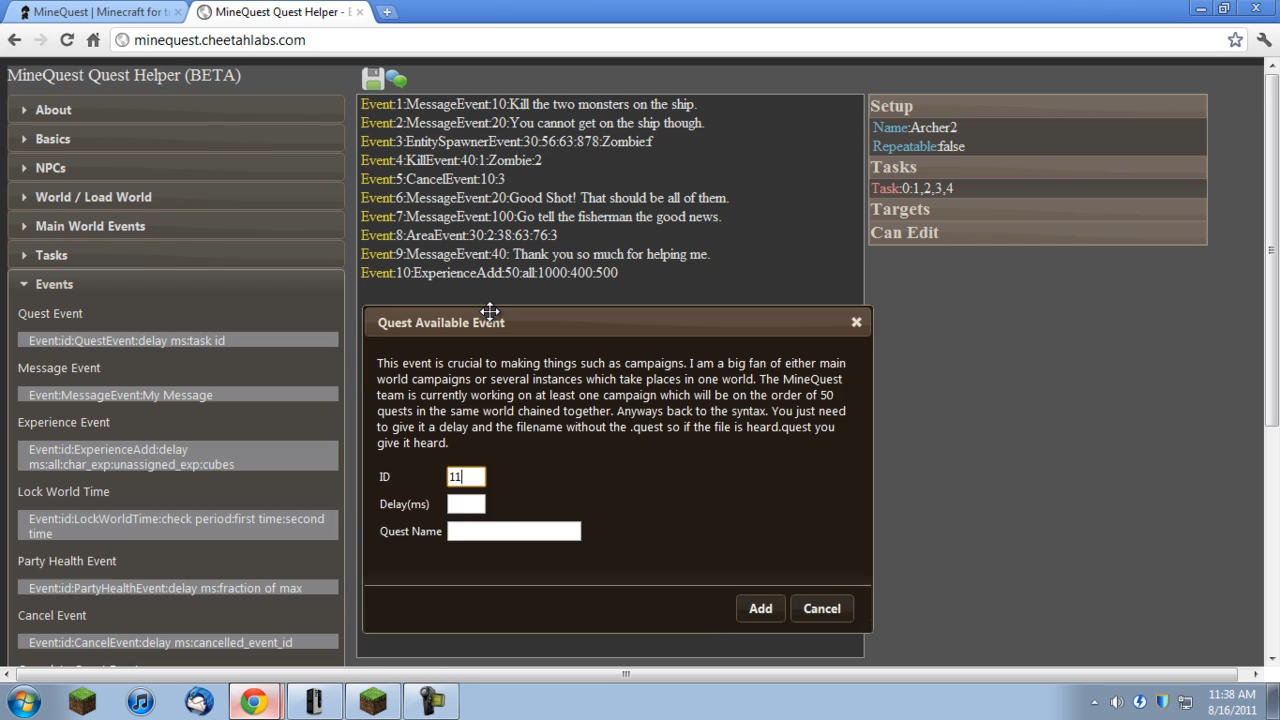 MineQuest | Minecraft for t
MineQuest Quest Helper - E
minequest.cheetahlabs.com
MineQuest Quest Helper (BETA)
About
Basics
NPCs
World / Load World
Main World Events
Tasks
Events
Quest Event
Event:id:QuestEvent:delay ms:task id
Message Event
Event:MessageEvent:My Message
Experience Event
Event:id:ExperienceAdd:delay
ms:all:char_exp:unassigned_exp:cubes
Lock World Time
Event:id:LockWorldTime:check period:first time:second
time
Party Health Event
Event:id:PartyHealthEvent:delay ms:fraction of max
Cancel Event
Event:id:CancelEvent:delay ms:cancelled_event_id
Event:1:MessageEvent:10:Kill the two monsters on the ship.
Event:2:MessageEvent:20:You cannot get on the ship though.
Event:3:EntitySpawnerEvent:30:56:63:878:Zombie:f
Event:4:KillEvent:40:1:Zombie:2
Event:5:CancelEvent:10:3
Event:6:MessageEvent:20:Good Shot! That should be all of them.
Event:7:MessageEvent:100:Go tell the fisherman the good news.
Event:8:AreaEvent:30:2:38:63:76:3
Event:9:MessageEvent:40: Thank you so much for helping me.
Event:10:ExperienceAdd:50:all:1000:400:500
Setup
Name:Archer2
Repeatable:false
Tasks
Task:0:1,2,3,4
Targets
Can Edit
Quest Available Event
This event is crucial to making things such as campaigns. I am a big fan of either main
world campaigns or several instances which take places in one world. The MineQuest
team is currently working on at least one campaign which will be on the order of 50
quests in the same world chained together. Anyways back to the syntax. You just need
to give it a delay and the filename without the .quest so if the file is heard.quest you
give it heard.
ID 11
Delay(ms)
Quest Name
Add Cancel
11:38 AM
8/16/2011